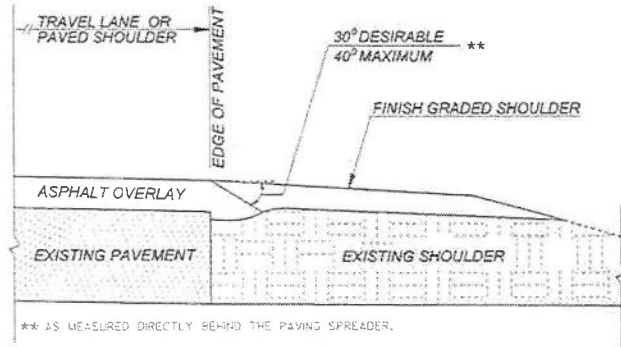 TRAVEL LANE OR
PAVED SHOULDER
EDGE OF PAVEMENT
30° DESIRABLE
40° MAXIMUM
**
FINISH GRADED SHOULDER
ASPHALT OVERLAY
EXISTING PAVEMENT
EXISTING SHOULDER
** AS MEASURED DIRECTLY BEHIND THE PAVING SPREADER.